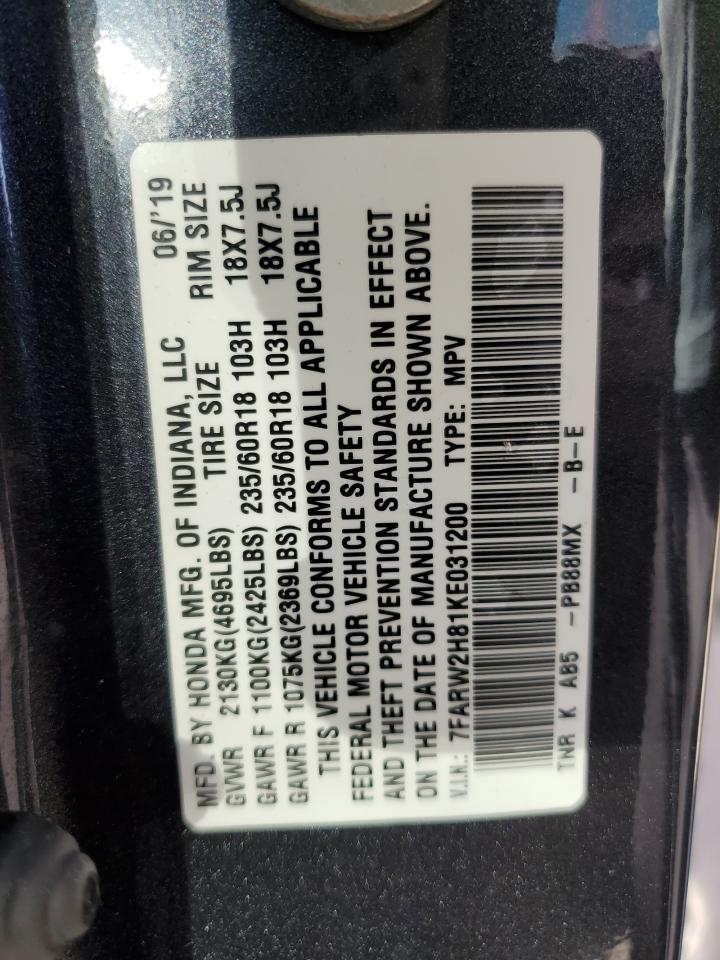 MFD. BY HONDA MFG. OF INDIANA, LLC 06/'19
GVWR 2130KG(4695LBS) TIRE SIZE RIM SIZE
GAWR F 1100KG(2425LBS) 235/60R18 103H 18X7.5J
GAWR R 1075KG(2369LBS) 235/60R18 103H 18X7.5J
THIS VEHICLE CONFORMS TO ALL APPLICABLE
FEDERAL MOTOR VEHICLE SAFETY
AND THEFT PREVENTION STANDARDS IN EFFECT
ON THE DATE OF MANUFACTURE SHOWN ABOVE.
V.I.N.: 7FARW2H81KE031200 TYPE: MPV
TNR K AB5 -PB88MX -B-E